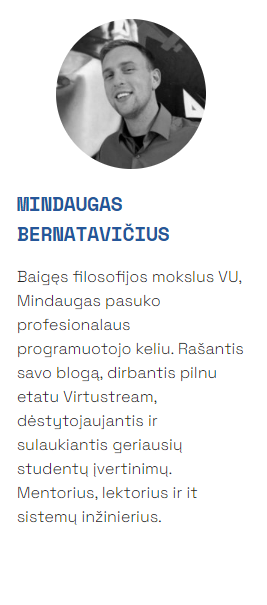 MINDAUGAS
BERNATAVIČIUS
Baigęs filosofijos mokslus VU,
Mindaugas pasuko
profesionalaus
programuotojo keliu. Rašantis
savo blogą, dirbantis pilnu
etatu Virtustream,
dėstytojaujantis ir
sulaukiantis geriausių
studentų įvertinimų.
Mentorius, lektorius ir it
sistemų inžinierius.